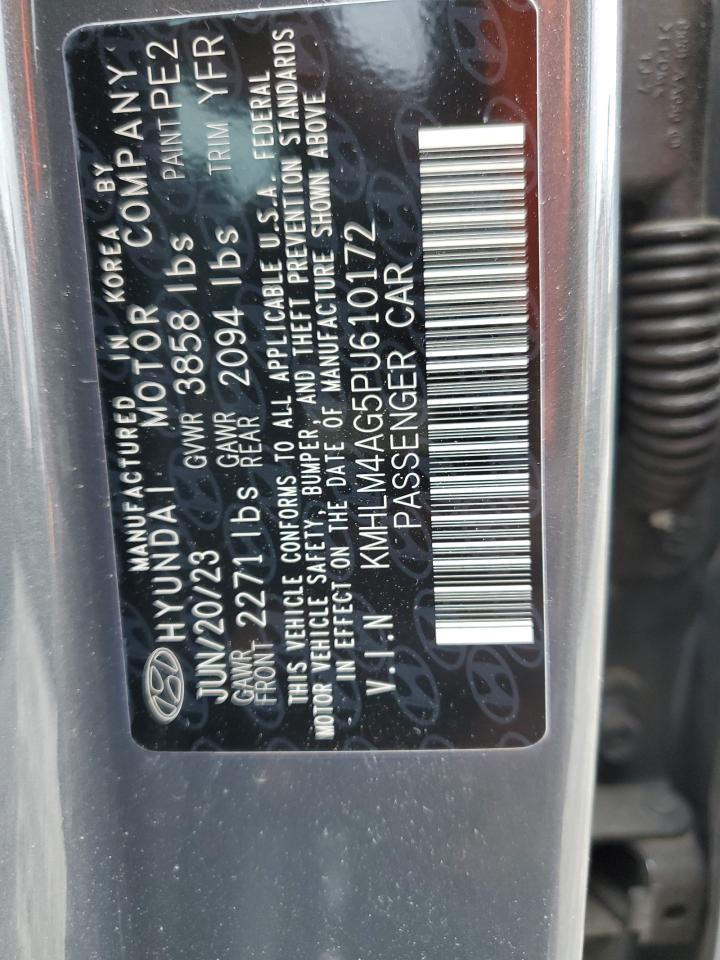 MANUFACTURED IN KOREA BY
HYUNDAI MOTOR COMPANY
JUN/20/23 GVWR 3858 lbs PAINT PE2
GAWR FRONT 2271 lbs GAWR REAR 2094 lbs TRIM YFR
THIS VEHICLE CONFORMS TO ALL APPLICABLE U.S.A. FEDERAL
MOTOR VEHICLE SAFETY, BUMPER, AND THEFT PREVENTION STANDARDS
IN EFFECT ON THE DATE OF MANUFACTURE SHOWN ABOVE
V.I.N KMHLM4AG5PU610172
PASSENGER CAR